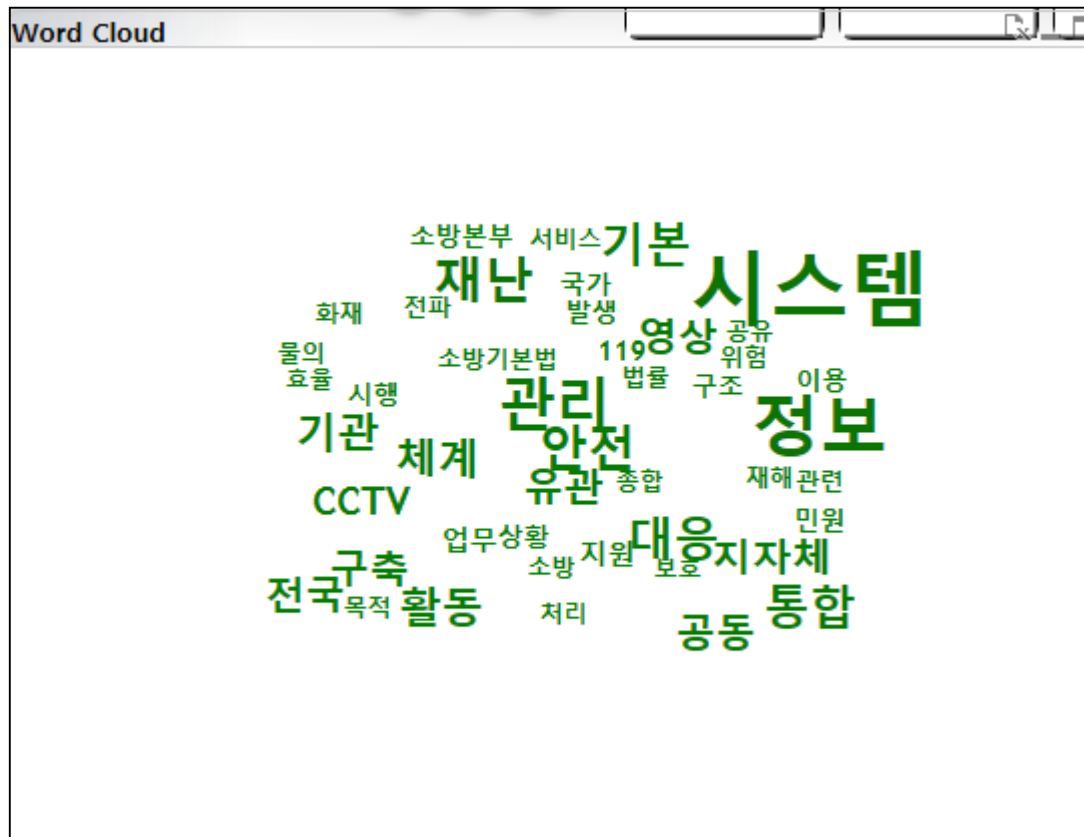 Word Cloud
소방본부 서비스 기본
재난 국가 시스템
화재 전파 발생
119 영상 공유
물의 소방기본법 위험
효율 시행 법률 구조 이용
관리 정보
기관 체계 안전
CCTV 유관 종합 재해 관련
민원
업무 상황 지원 대응 지자체
구축 소방 보호
전국 목적 활동 처리 통합
공동